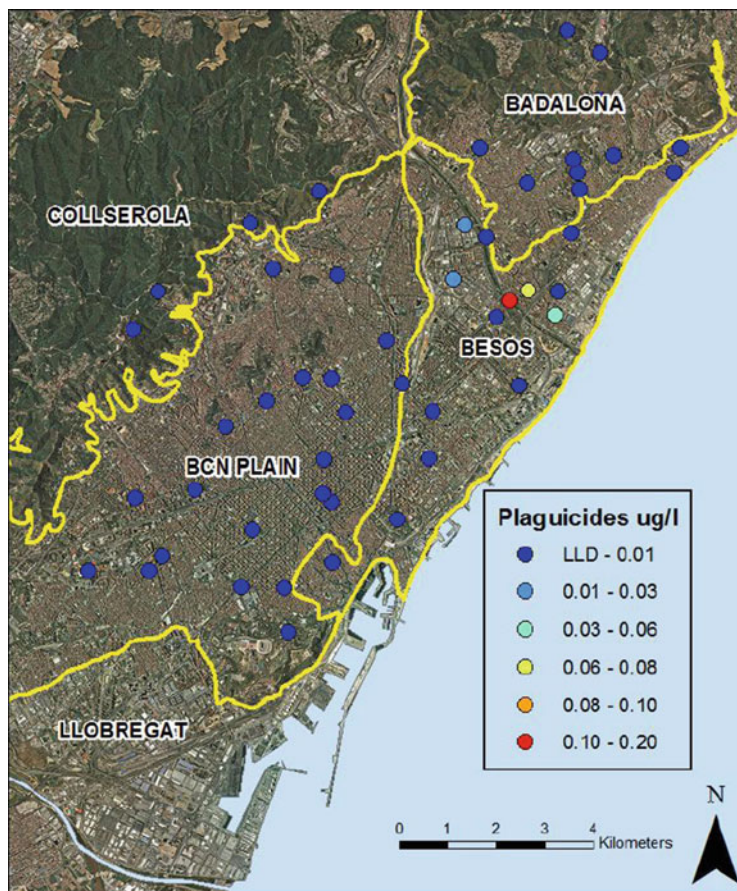 BADALONA
COLLSEROLA
BESOS
BCN PLAIN
LLOBREGAT
Plaguicides ug/l
LLD - 0.01
0.01 - 0.03
0.03 - 0.06
0.06 - 0.08
0.08 - 0.10
0.10 - 0.20
N
0 1 2 3 4
Kilometers